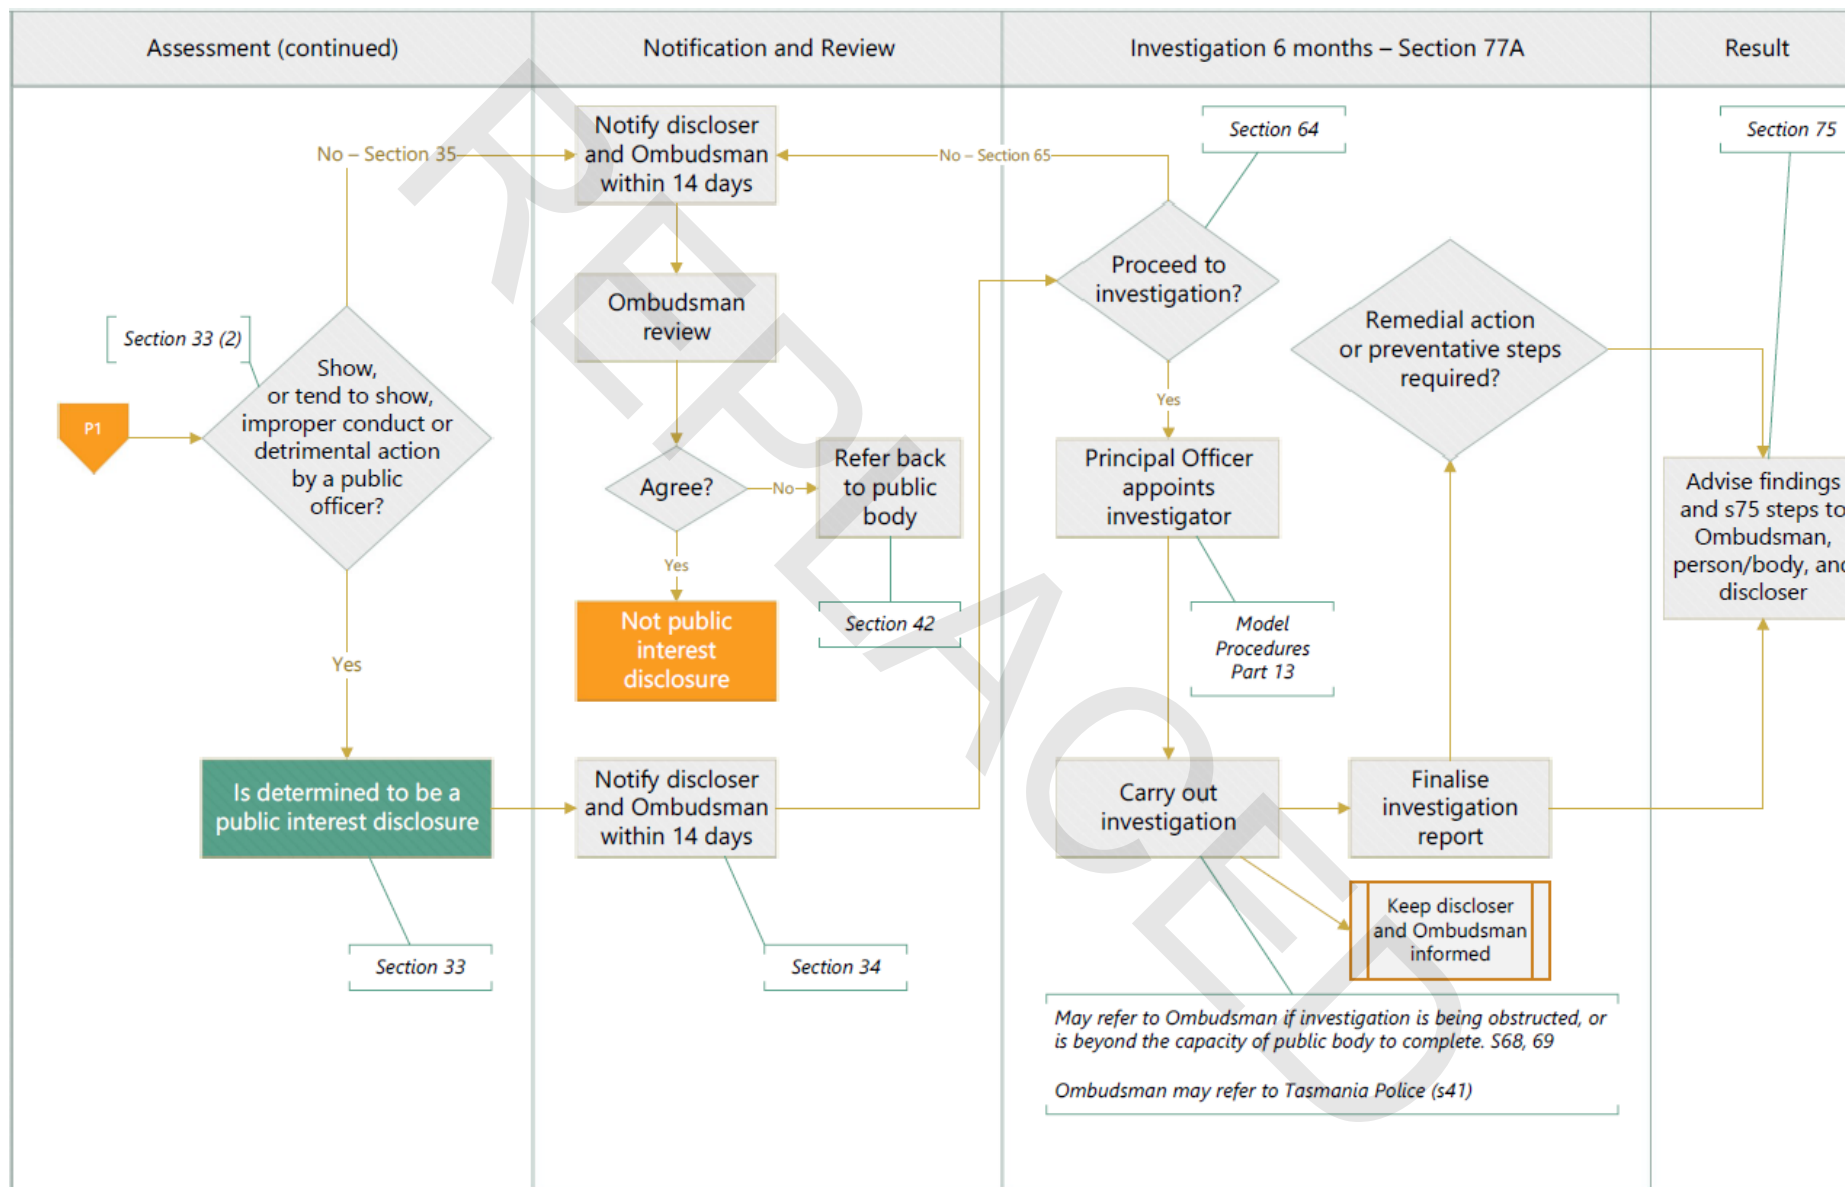 Assessment (continued)
Notification and Review
Investigation 6 months – Section 77A
Result
No – Section 35
Section 33 (2)
P1
Show,
or tend to show,
improper conduct or
detrimental action
by a public
officer?
Yes
Is determined to be a
public interest disclosure
Section 33
Notify discloser
and Ombudsman
within 14 days
Ombudsman
review
Agree?
No
Refer back
to public
body
Section 42
Yes
Not public
interest
disclosure
Notify discloser
and Ombudsman
within 14 days
Section 34
No – Section 65
Section 64
Proceed to
investigation?
Yes
Principal Officer
appoints
investigator
Model
Procedures
Part 13
Carry out
investigation
Finalise
investigation
report
Keep discloser
and Ombudsman
informed
May refer to Ombudsman if investigation is being obstructed, or
is beyond the capacity of public body to complete. S68, 69
Ombudsman may refer to Tasmania Police (s41)
Remedial action
or preventative steps
required?
Section 75
Advise findings
and s75 steps to
Ombudsman,
person/body, and
discloser
REPLACED